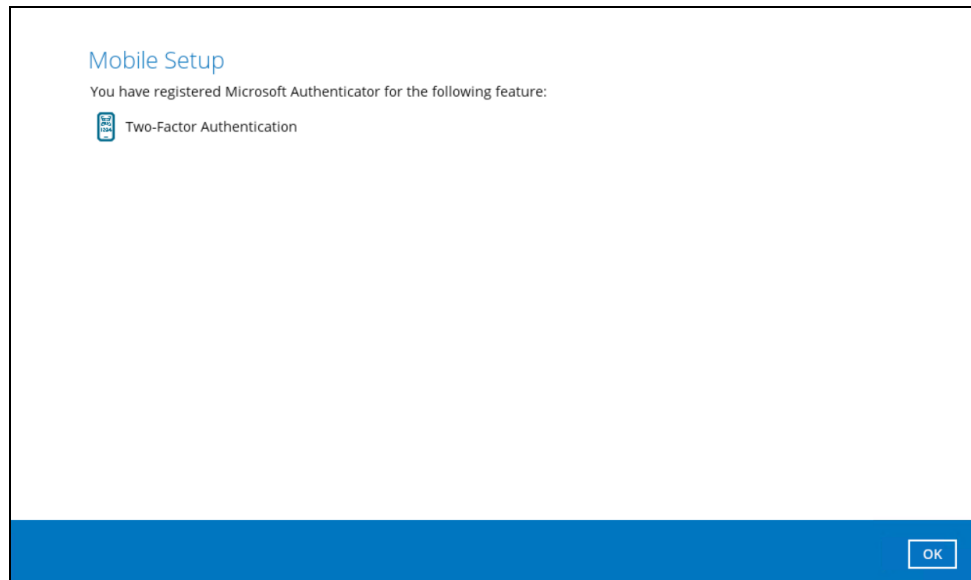 Mobile Setup
You have registered Microsoft Authenticator for the following feature:
Two-Factor Authentication
OK